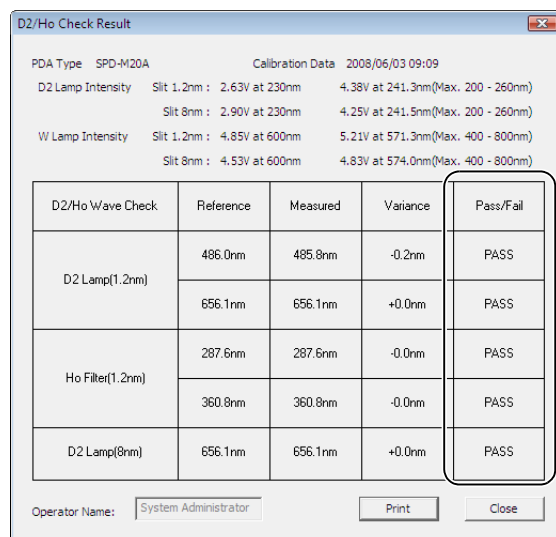 D2/Ho Check Result
PDA Type SPD-M20A Calibration Data 2008/06/03 09:09
D2 Lamp Intensity Slit 1.2nm : 2.63V at 230nm 4.38V at 241.3nm(Max. 200 - 260nm)
Slit 8nm : 2.90V at 230nm 4.25V at 241.5nm(Max. 200 - 260nm)
W Lamp Intensity Slit 1.2nm : 4.85V at 600nm 5.21V at 571.3nm(Max. 400 - 800nm)
Slit 8nm : 4.53V at 600nm 4.83V at 574.0nm(Max. 400 - 800nm)
D2/Ho Wave Check Reference Measured Variance Pass/Fail
D2 Lamp(1.2nm)
486.0nm 485.8nm -0.2nm PASS
656.1nm 656.1nm +0.0nm PASS
Ho Filter(1.2nm)
287.6nm 287.6nm -0.0nm PASS
360.8nm 360.8nm -0.0nm PASS
D2 Lamp(8nm) 656.1nm 656.1nm +0.0nm PASS
Operator Name: System Administrator Print Close